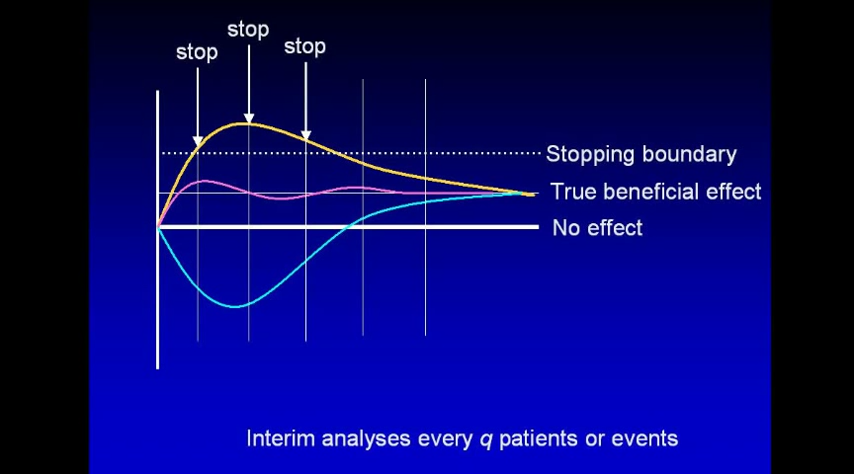 stop
stop
stop
Stopping boundary
True beneficial effect
No effect
Interim analyses every q patients or events